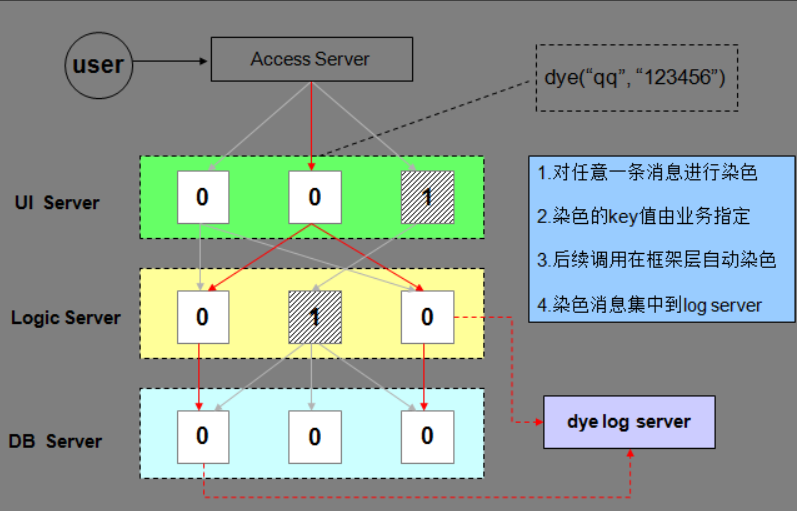 user
Access Server
dye(“qq”, “123456”)
UI Server
0
0
1
1.对任意一条消息进行染色
2.染色的key值由业务指定
3.后续调用在框架层自动染色
4.染色消息集中到log server
Logic Server
0
1
0
DB Server
0
0
0
dye log server